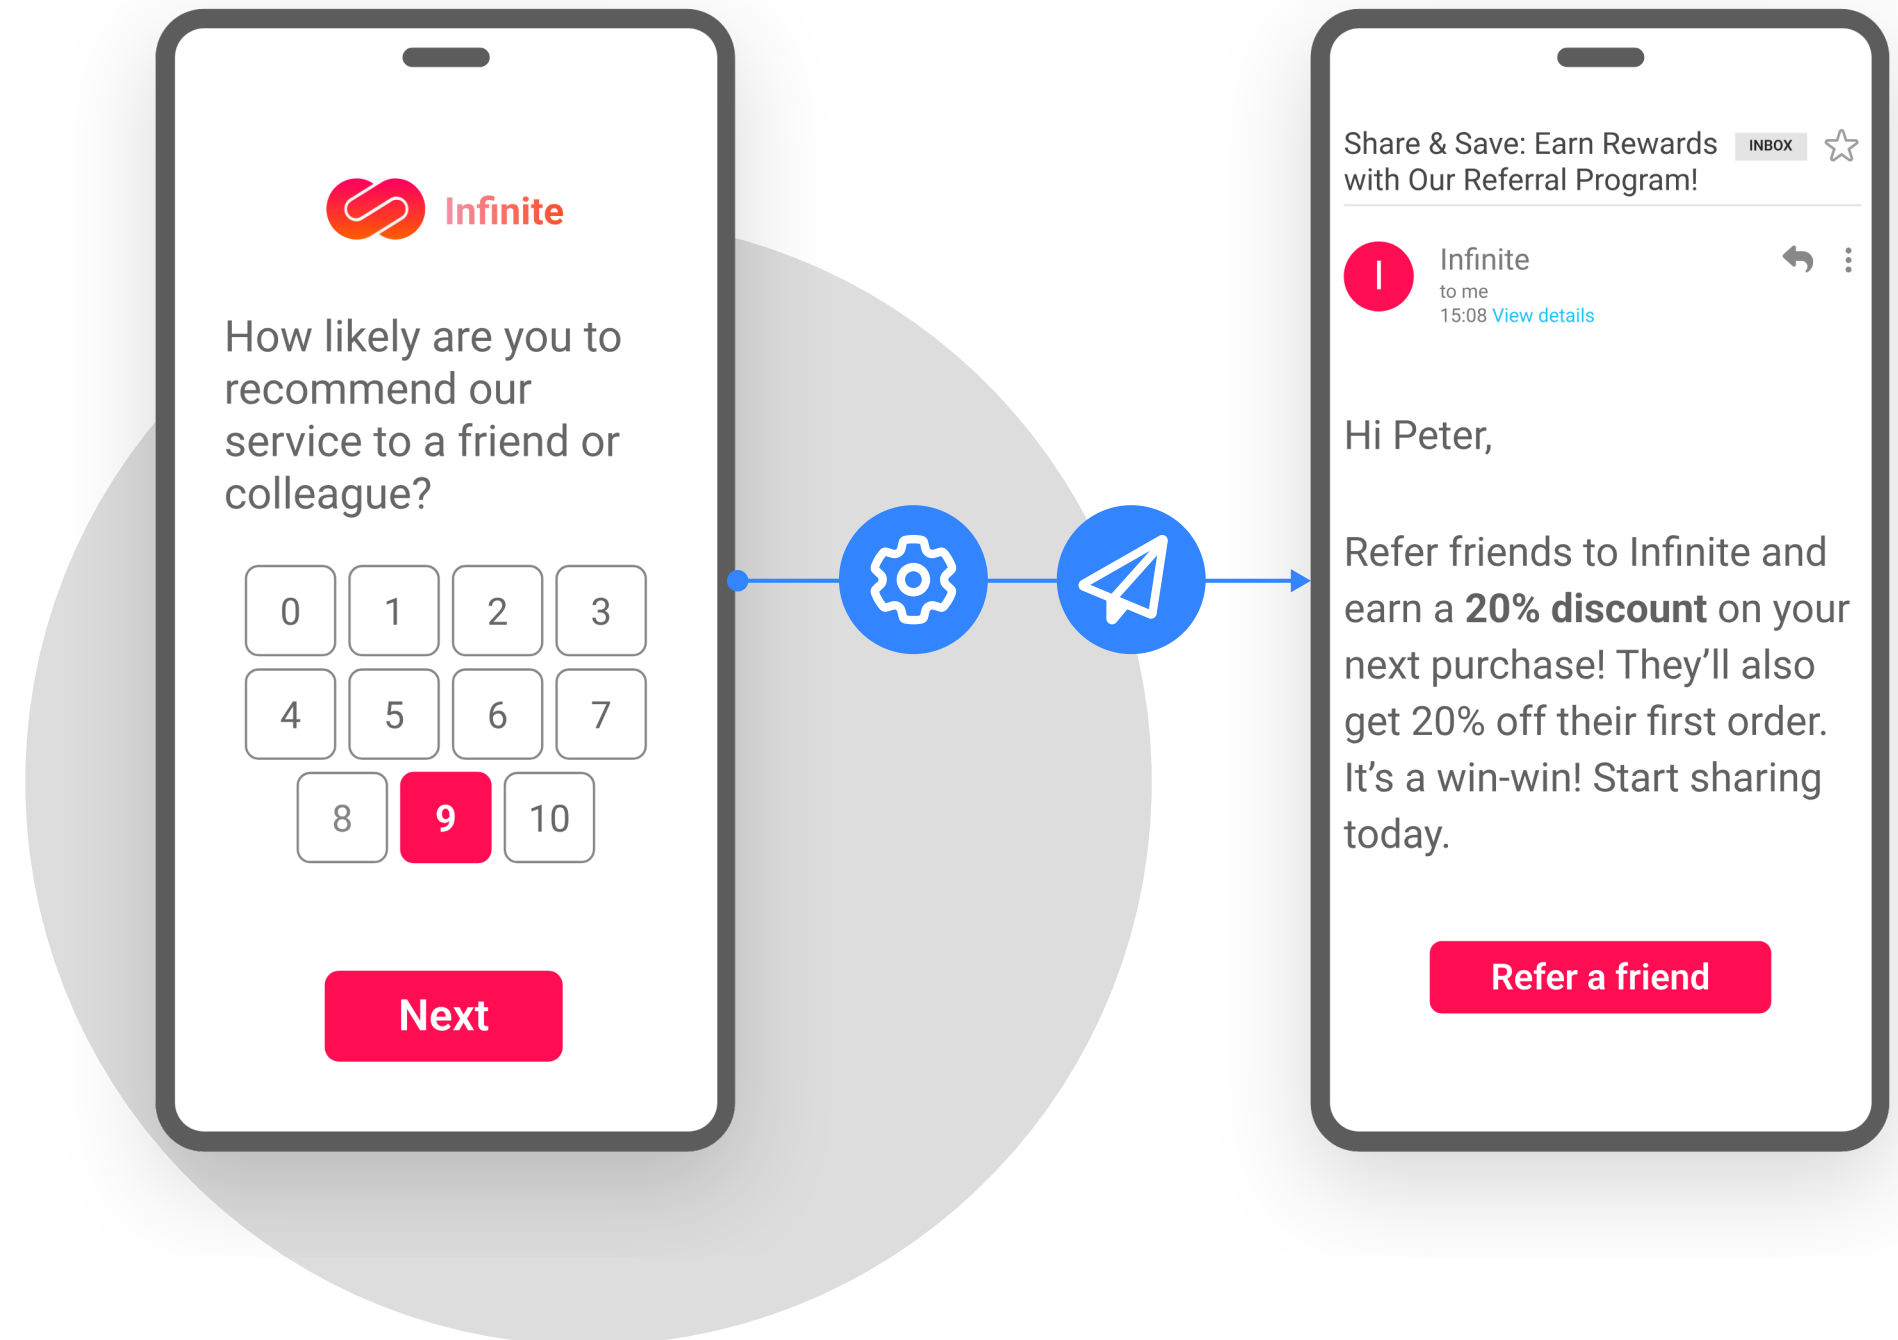 Infinite
How likely are you to
recommend our
service to a friend or
colleague?
0 1 2 3
4 5 6 7
8 9 10
Next
Share & Save: Earn Rewards INBOX
with Our Referral Program!
I
Infinite
to me
15:08 View details
Hi Peter,
Refer friends to Infinite and
earn a 20% discount on your
next purchase! They’ll also
get 20% off their first order.
It’s a win-win! Start sharing
today.
Refer a friend